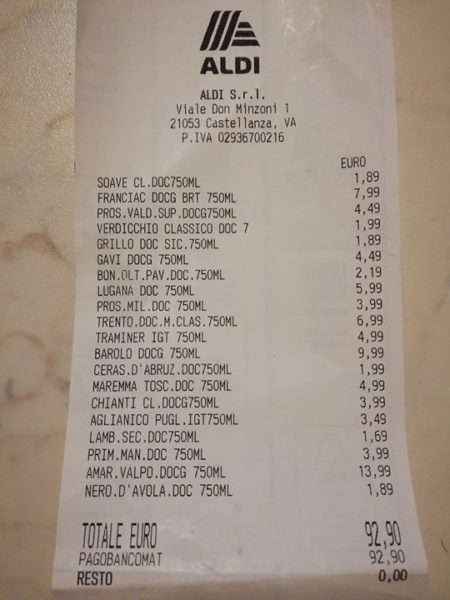 ALDI
ALDI S.r.l.
Viale Don Minzoni 1
21053 Castellanza, VA
P.IVA 02936700216
EURO
SOAVE CL.DOC750ML 1,89
FRANCIAC DOCG BRT 750ML 7,99
PROS.VALD.SUP.DOCG750ML 4,49
VERDICCHIO CLASSICO DOC 7 1,99
GRILLO DOC SIC.750ML 1,89
GAVI DOCG 750ML 4,49
BON.OLT.PAV.DOC.750ML 2,19
LUGANA DOC 750ML 5,99
PROS.MIL.DOC 750ML 3,99
TRENTO.DOC.M.CLAS.750ML 6,99
TRAMINER IGT 750ML 4,99
BAROLO DOCG 750ML 9,99
CERAS.D'ABRUZ.DOC750ML 1,99
MAREMMA TOSC.DOC 750ML 4,99
CHIANTI CL.DOCG750ML 3,99
AGLIANICO PUGL.IGT750ML 3,49
LAMB.SEC.DOC750ML 1,69
PRIM.MAN.DOC 750ML 3,99
AMAR.VALPO.DOCG 750ML 13,99
NERO.D'AVOLA.DOC 750ML 1,89
TOTALE EURO 92,90
PAGOBANCOMAT 92,90
RESTO 0,00